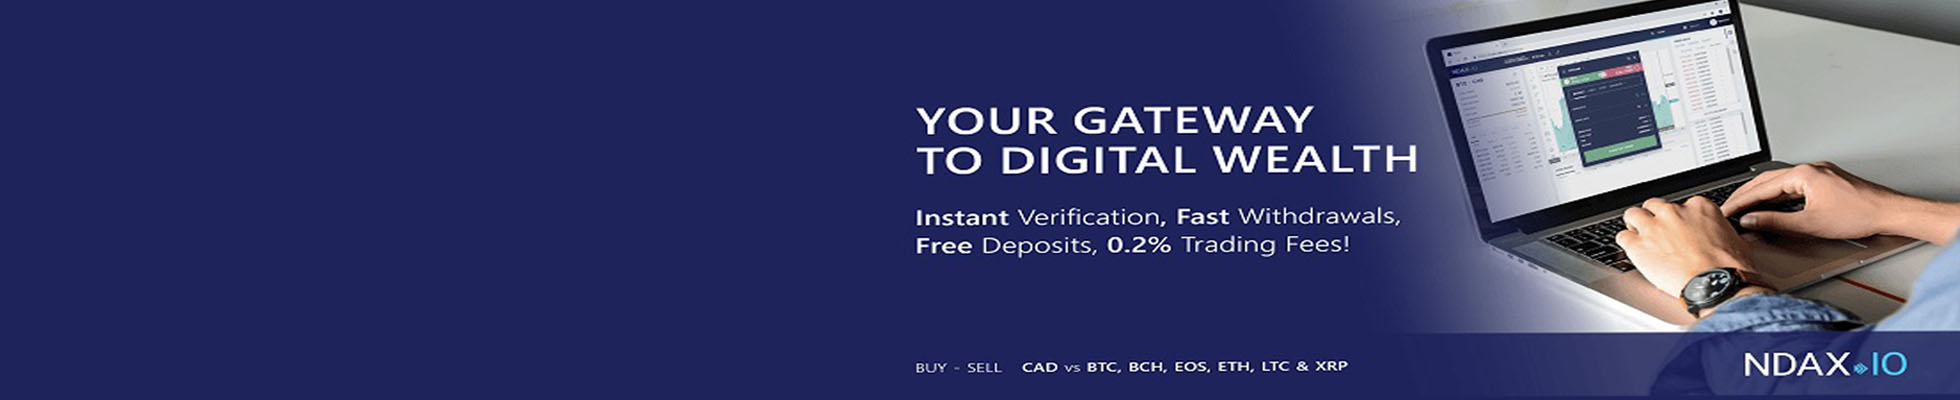 YOUR GATEWAY
TO DIGITAL WEALTH
Instant Verification, Fast Withdrawals,
Free Deposits, 0.2% Trading Fees!
BUY - SELL CAD vs BTC, BCH, EOS, ETH, LTC & XRP
NDAX IO